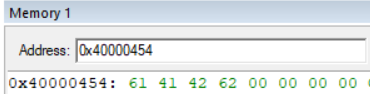 Memory 1
Address: 0x40000454
0x40000454: 61 41 42 62 00 00 00 00